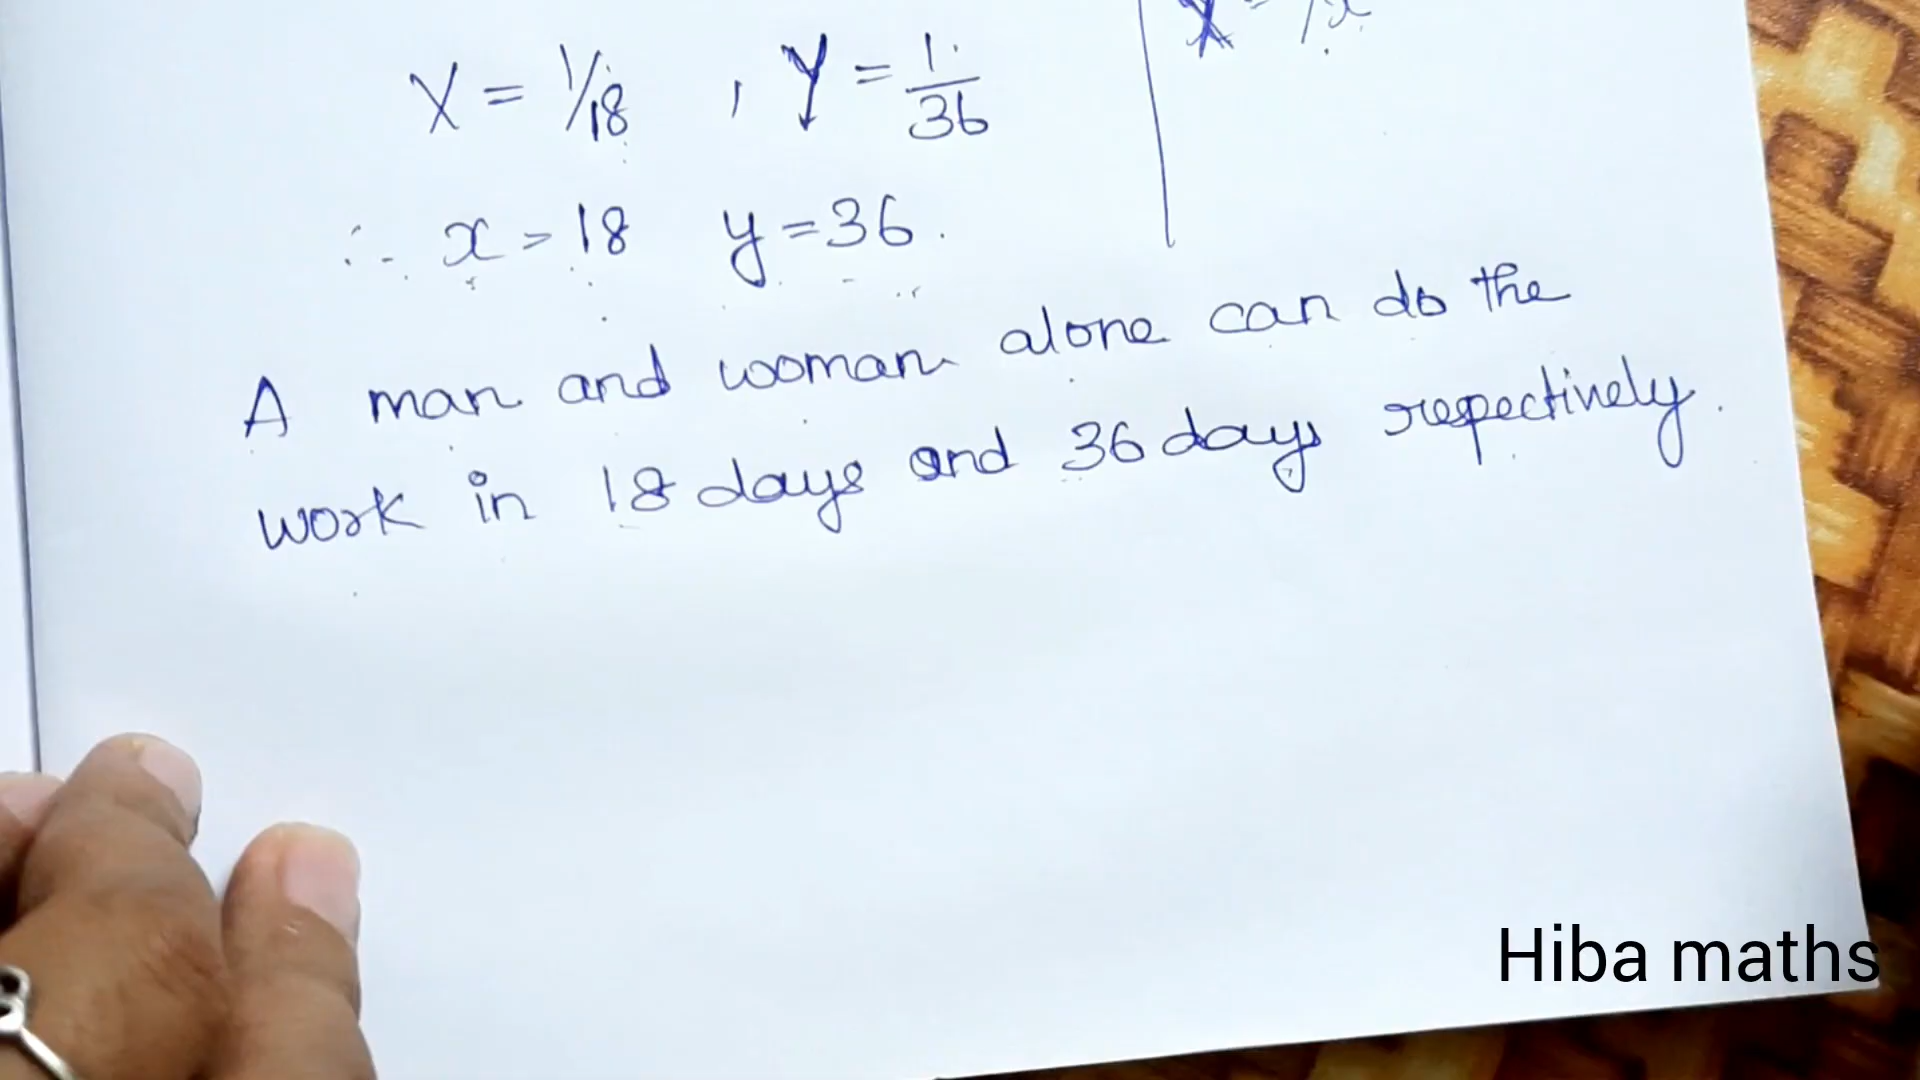 X = 1/18 , Y = 1/36
∴ x = 18 y = 36.
A man and woman alone can do the
work in 18 days and 36 days respectively.
Hiba maths